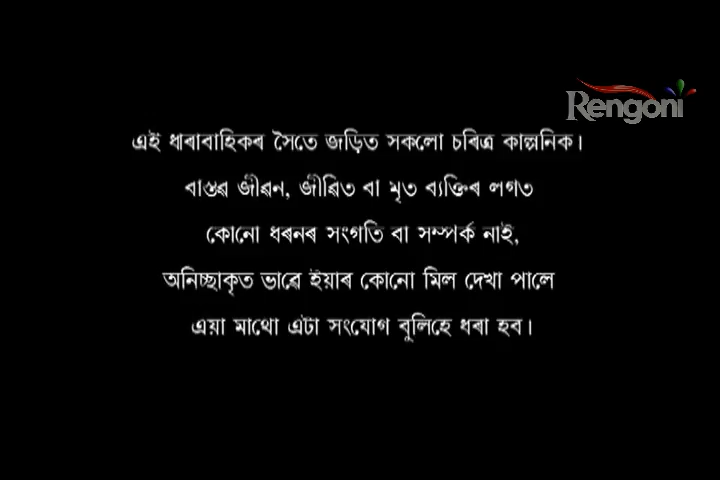 Rengoni
এই ধাৰাবাহিকৰ সৈতে জড়িত সকলো চৰিত্ৰ কাল্পনিক।
বাস্তৱ জীৱন, জীৱিত বা মৃত ব্যক্তিৰ লগত
কোনো ধৰনৰ সংগতি বা সম্পৰ্ক নাই,
অনিচ্ছাকৃত ভাৱে ইয়াৰ কোনো মিল দেখা পালে
এয়া মাথো এটা সংযোগ বুলিহে ধৰা হব।